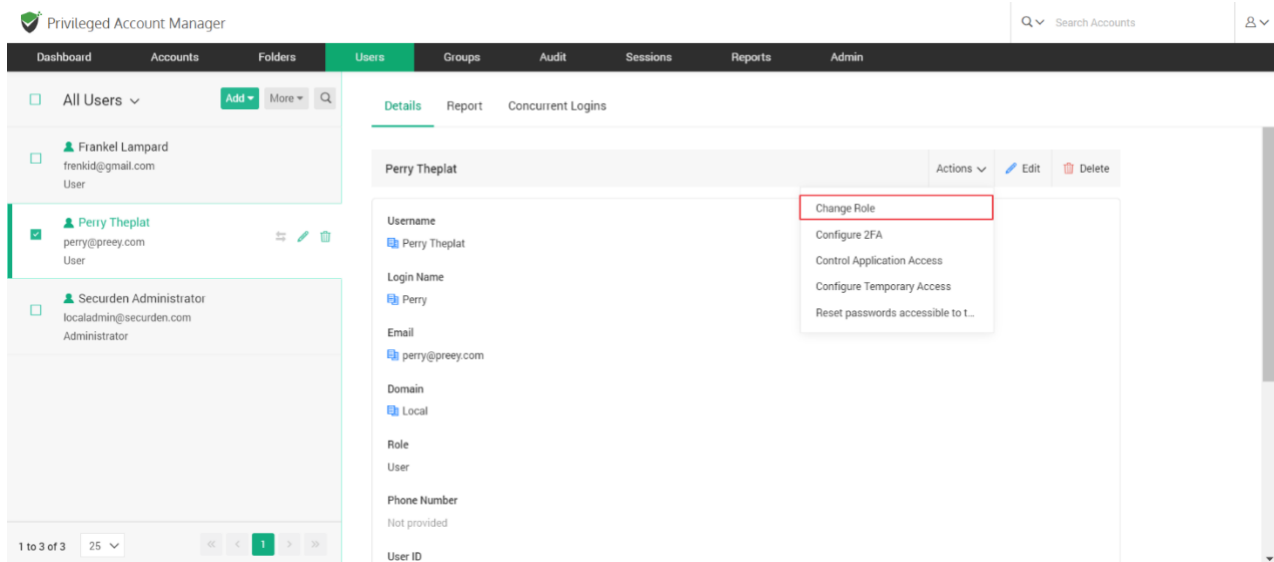 Privileged Account Manager
Search Accounts
Dashboard Accounts Folders Users Groups Audit Sessions Reports Admin
All Users
Add
More
Frankel Lampard
frenkid@gmail.com
User
Perry Theplat
perry@preey.com
User
Securden Administrator
localadmin@securden.com
Administrator
1 to 3 of 3
25
« < 1 > »
Details Report Concurrent Logins
Perry Theplat
Actions
Edit
Delete
Change Role
Configure 2FA
Control Application Access
Configure Temporary Access
Reset passwords accessible to t...
Username
Perry Theplat
Login Name
Perry
Email
perry@preey.com
Domain
Local
Role
User
Phone Number
Not provided
User ID